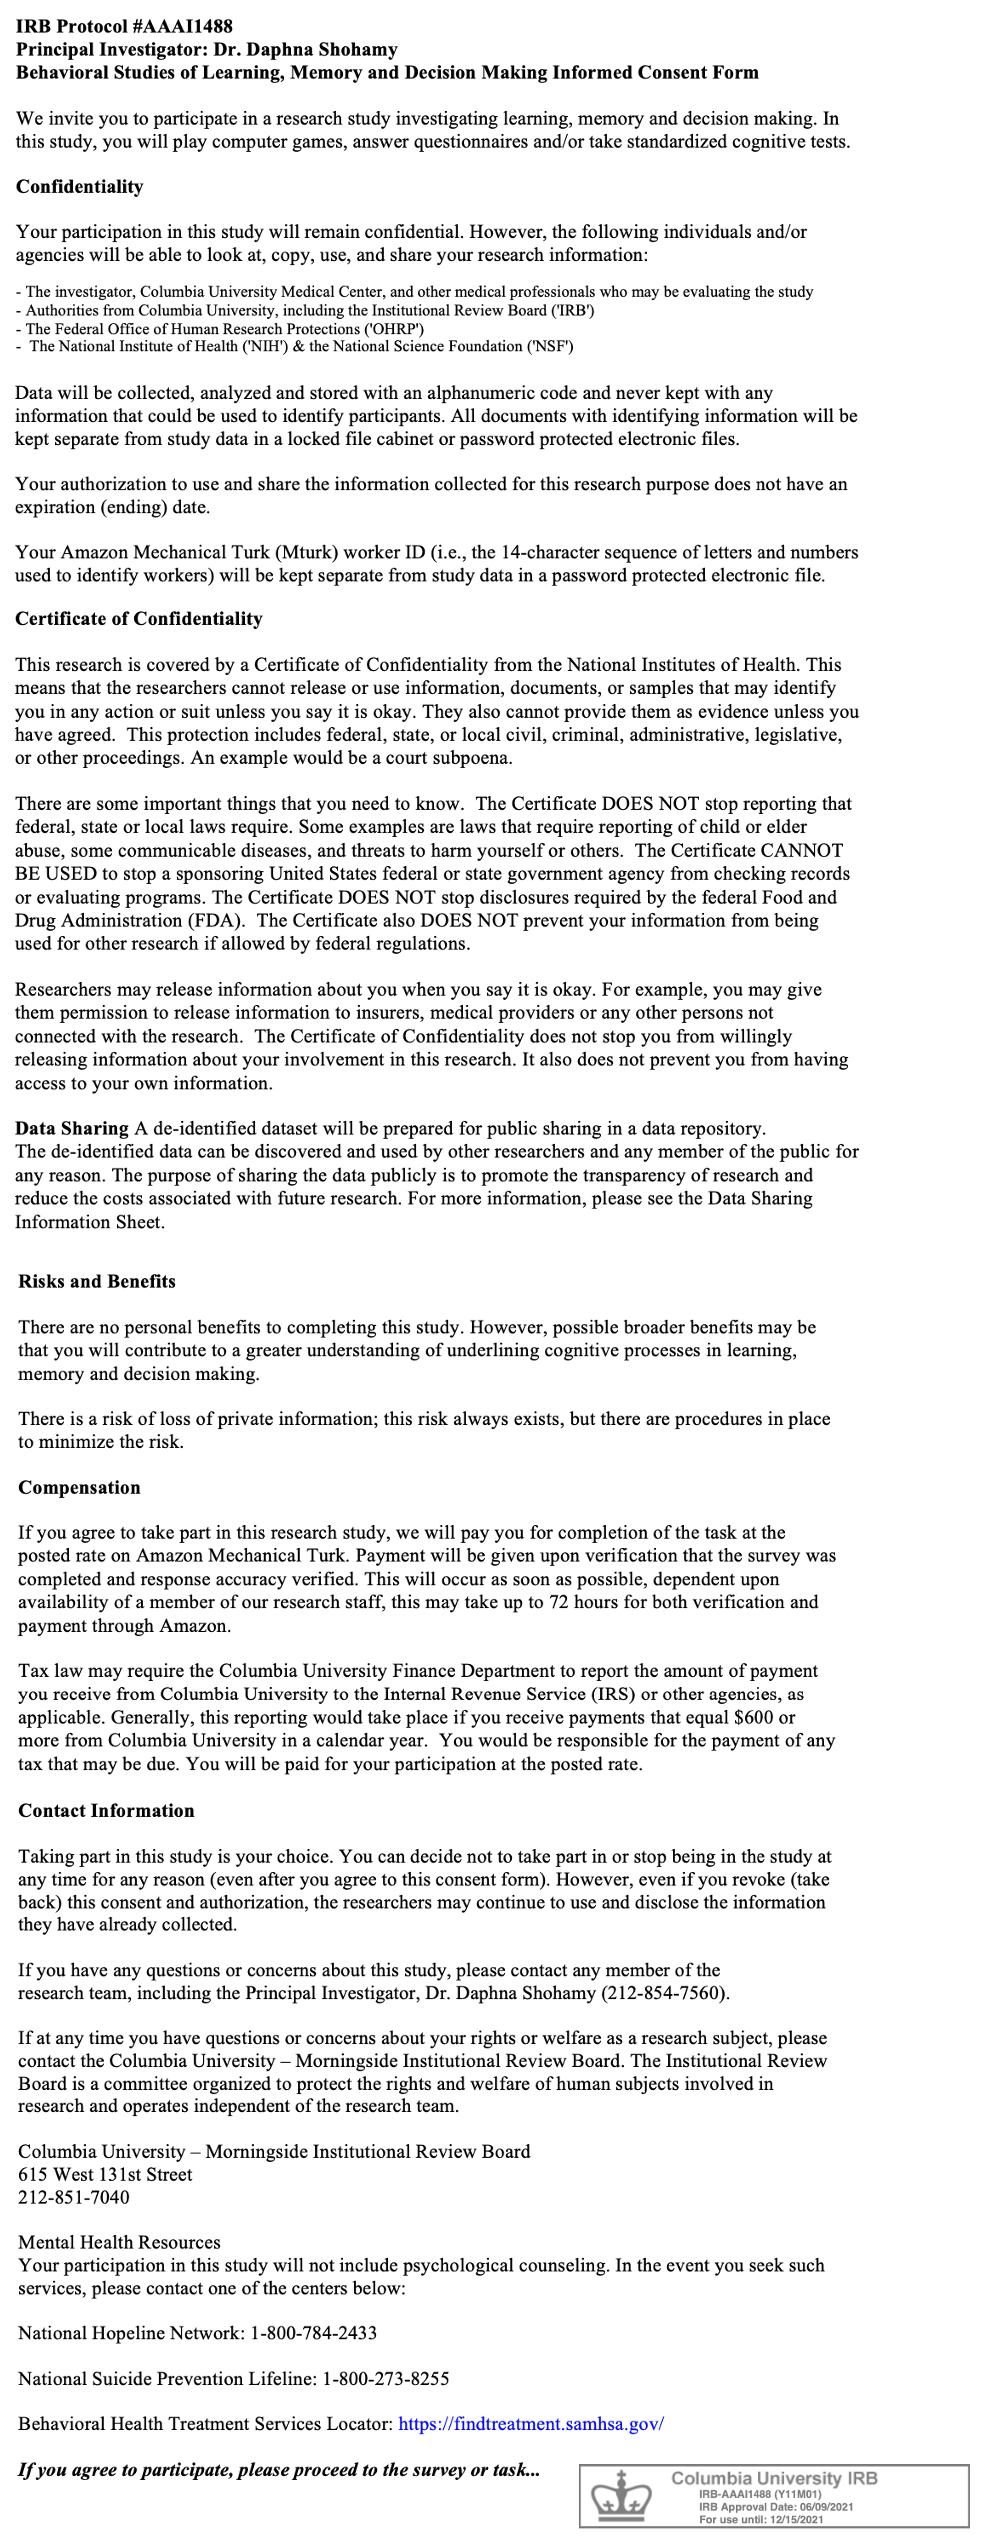 IRB Protocol #AAAI1488
Principal Investigator: Dr. Daphna Shohamy
Behavioral Studies of Learning, Memory and Decision Making Informed Consent Form
We invite you to participate in a research study investigating learning, memory and decision making. In
this study, you will play computer games, answer questionnaires and/or take standardized cognitive tests.
Confidentiality
Your participation in this study will remain confidential. However, the following individuals and/or
agencies will be able to look at, copy, use, and share your research information:
- The investigator, Columbia University Medical Center, and other medical professionals who may be evaluating the study
- Authorities from Columbia University, including the Institutional Review Board ('IRB')
- The Federal Office of Human Research Protections ('OHRP')
- The National Institute of Health ('NIH') & the National Science Foundation ('NSF')
Data will be collected, analyzed and stored with an alphanumeric code and never kept with any
information that could be used to identify participants. All documents with identifying information will be
kept separate from study data in a locked file cabinet or password protected electronic files.
Your authorization to use and share the information collected for this research purpose does not have an
expiration (ending) date.
Your Amazon Mechanical Turk (Mturk) worker ID (i.e., the 14-character sequence of letters and numbers
used to identify workers) will be kept separate from study data in a password protected electronic file.
Certificate of Confidentiality
This research is covered by a Certificate of Confidentiality from the National Institutes of Health. This
means that the researchers cannot release or use information, documents, or samples that may identify
you in any action or suit unless you say it is okay. They also cannot provide them as evidence unless you
have agreed. This protection includes federal, state, or local civil, criminal, administrative, legislative,
or other proceedings. An example would be a court subpoena.
There are some important things that you need to know. The Certificate DOES NOT stop reporting that
federal, state or local laws require. Some examples are laws that require reporting of child or elder
abuse, some communicable diseases, and threats to harm yourself or others. The Certificate CANNOT
BE USED to stop a sponsoring United States federal or state government agency from checking records
or evaluating programs. The Certificate DOES NOT stop disclosures required by the federal Food and
Drug Administration (FDA). The Certificate also DOES NOT prevent your information from being
used for other research if allowed by federal regulations.
Researchers may release information about you when you say it is okay. For example, you may give
them permission to release information to insurers, medical providers or any other persons not
connected with the research. The Certificate of Confidentiality does not stop you from willingly
releasing information about your involvement in this research. It also does not prevent you from having
access to your own information.
Data Sharing A de-identified dataset will be prepared for public sharing in a data repository.
The de-identified data can be discovered and used by other researchers and any member of the public for
any reason. The purpose of sharing the data publicly is to promote the transparency of research and
reduce the costs associated with future research. For more information, please see the Data Sharing
Information Sheet.
Risks and Benefits
There are no personal benefits to completing this study. However, possible broader benefits may be
that you will contribute to a greater understanding of underlining cognitive processes in learning,
memory and decision making.
There is a risk of loss of private information; this risk always exists, but there are procedures in place
to minimize the risk.
Compensation
If you agree to take part in this research study, we will pay you for completion of the task at the
posted rate on Amazon Mechanical Turk. Payment will be given upon verification that the survey was
completed and response accuracy verified. This will occur as soon as possible, dependent upon
availability of a member of our research staff, this may take up to 72 hours for both verification and
payment through Amazon.
Tax law may require the Columbia University Finance Department to report the amount of payment
you receive from Columbia University to the Internal Revenue Service (IRS) or other agencies, as
applicable. Generally, this reporting would take place if you receive payments that equal $600 or
more from Columbia University in a calendar year. You would be responsible for the payment of any
tax that may be due. You will be paid for your participation at the posted rate.
Contact Information
Taking part in this study is your choice. You can decide not to take part in or stop being in the study at
any time for any reason (even after you agree to this consent form). However, even if you revoke (take
back) this consent and authorization, the researchers may continue to use and disclose the information
they have already collected.
If you have any questions or concerns about this study, please contact any member of the
research team, including the Principal Investigator, Dr. Daphna Shohamy (212-854-7560).
If at any time you have questions or concerns about your rights or welfare as a research subject, please
contact the Columbia University – Morningside Institutional Review Board. The Institutional Review
Board is a committee organized to protect the rights and welfare of human subjects involved in
research and operates independent of the research team.
Columbia University – Morningside Institutional Review Board
615 West 131st Street
212-851-7040
Mental Health Resources
Your participation in this study will not include psychological counseling. In the event you seek such
services, please contact one of the centers below:
National Hopeline Network: 1-800-784-2433
National Suicide Prevention Lifeline: 1-800-273-8255
Behavioral Health Treatment Services Locator: https://findtreatment.samhsa.gov/
If you agree to participate, please proceed to the survey or task...
Columbia University IRB
IRB-AAAI1488 (Y11M01)
IRB Approval Date: 06/09/2021
For use until: 12/15/2021